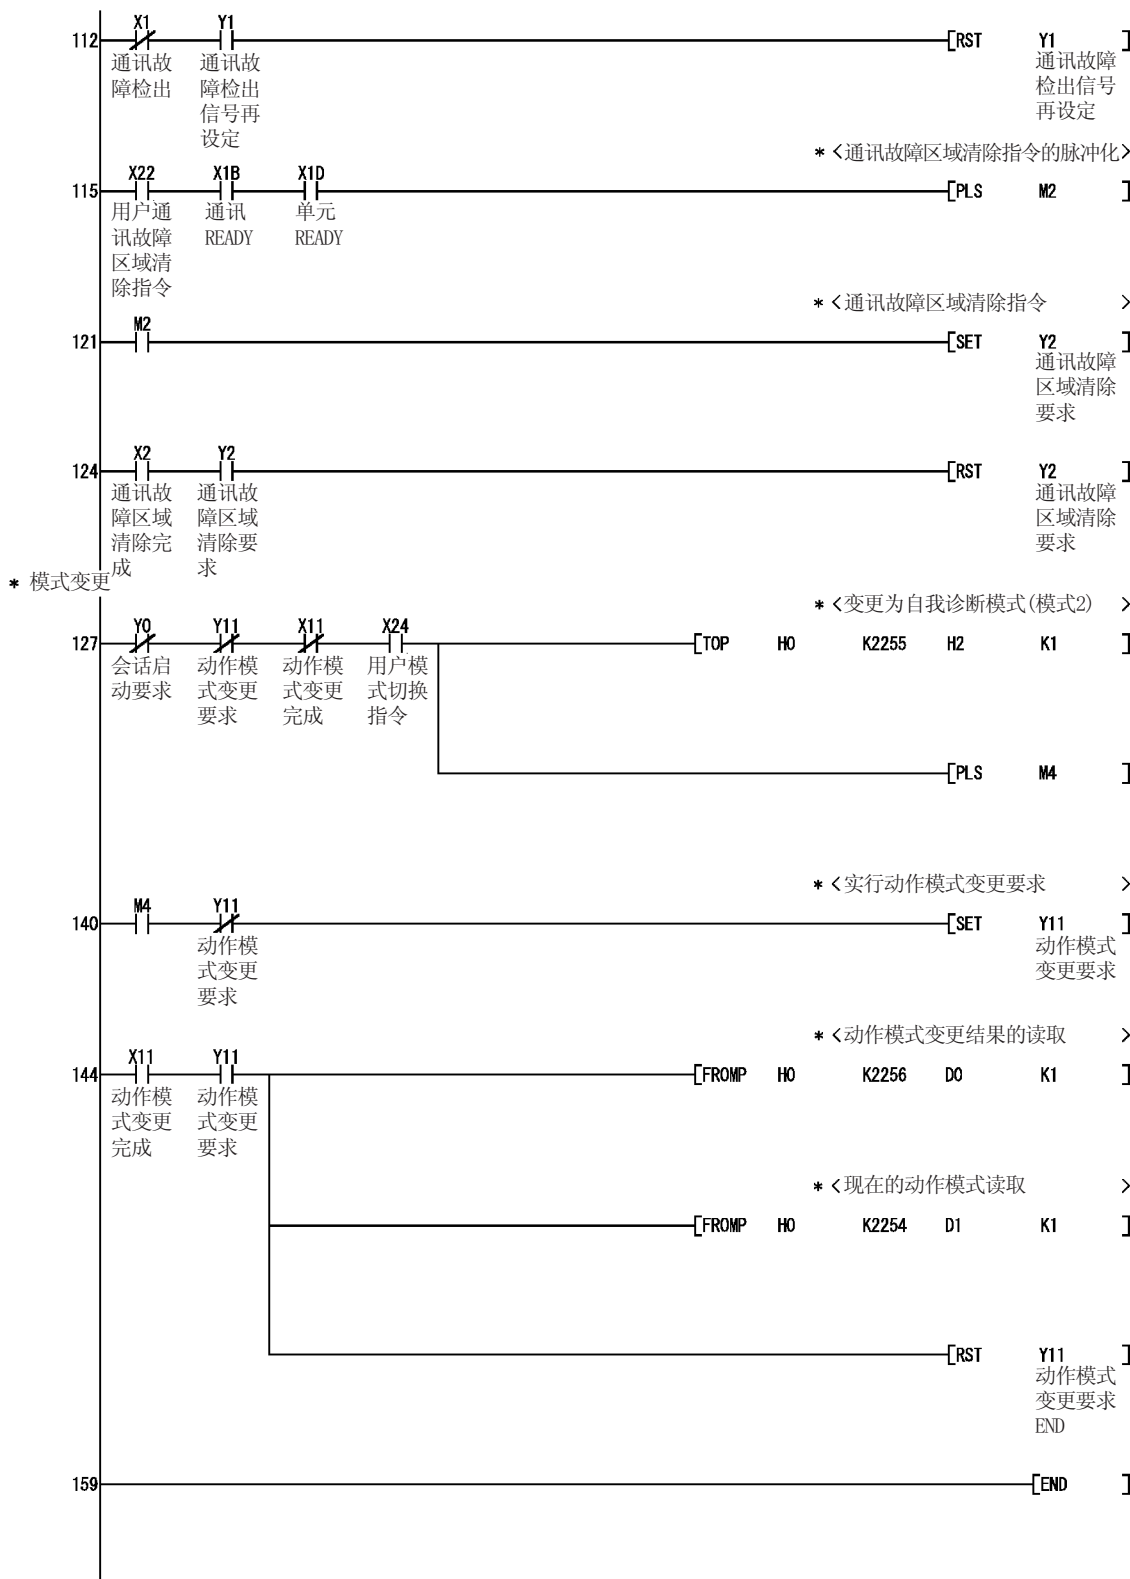 X1 Y1
112 [RST Y1 ]
通讯故 通讯故 通讯故障
障检出 障检出 检出信号
信号再 再设定
设定
* <通讯故障区域清除指令的脉冲化>
X22 X1B X1D
115 [PLS M2 ]
用户通 通讯 单元
讯故障 READY READY
区域清
除指令
* <通讯故障区域清除指令 >
M2
121 [SET Y2 ]
通讯故障
区域清除
要求
X2 Y2
124 [RST Y2 ]
通讯故 通讯故 通讯故障
障区域 障区域 区域清除
清除完 清除要 要求
成 求
* 模式变更
* <变更为自我诊断模式(模式2) >
Y0 Y11 X11 X24
127 [TOP H0 K2255 H2 K1 ]
会话启 动作模 动作模 用户模
动要求 式变更 式变更 式切换
要求 完成 指令
[PLS M4 ]
* <实行动作模式变更要求 >
M4 Y11
140 [SET Y11 ]
动作模 动作模式
式变更 变更要求
要求
* <动作模式变更结果的读取 >
X11 Y11
144 [FROMP H0 K2256 D0 K1 ]
动作模 动作模
式变更 式变更
完成 要求
* <现在的动作模式读取 >
[FROMP H0 K2254 D1 K1 ]
[RST Y11 ]
动作模式
变更要求
END
159 [END ]